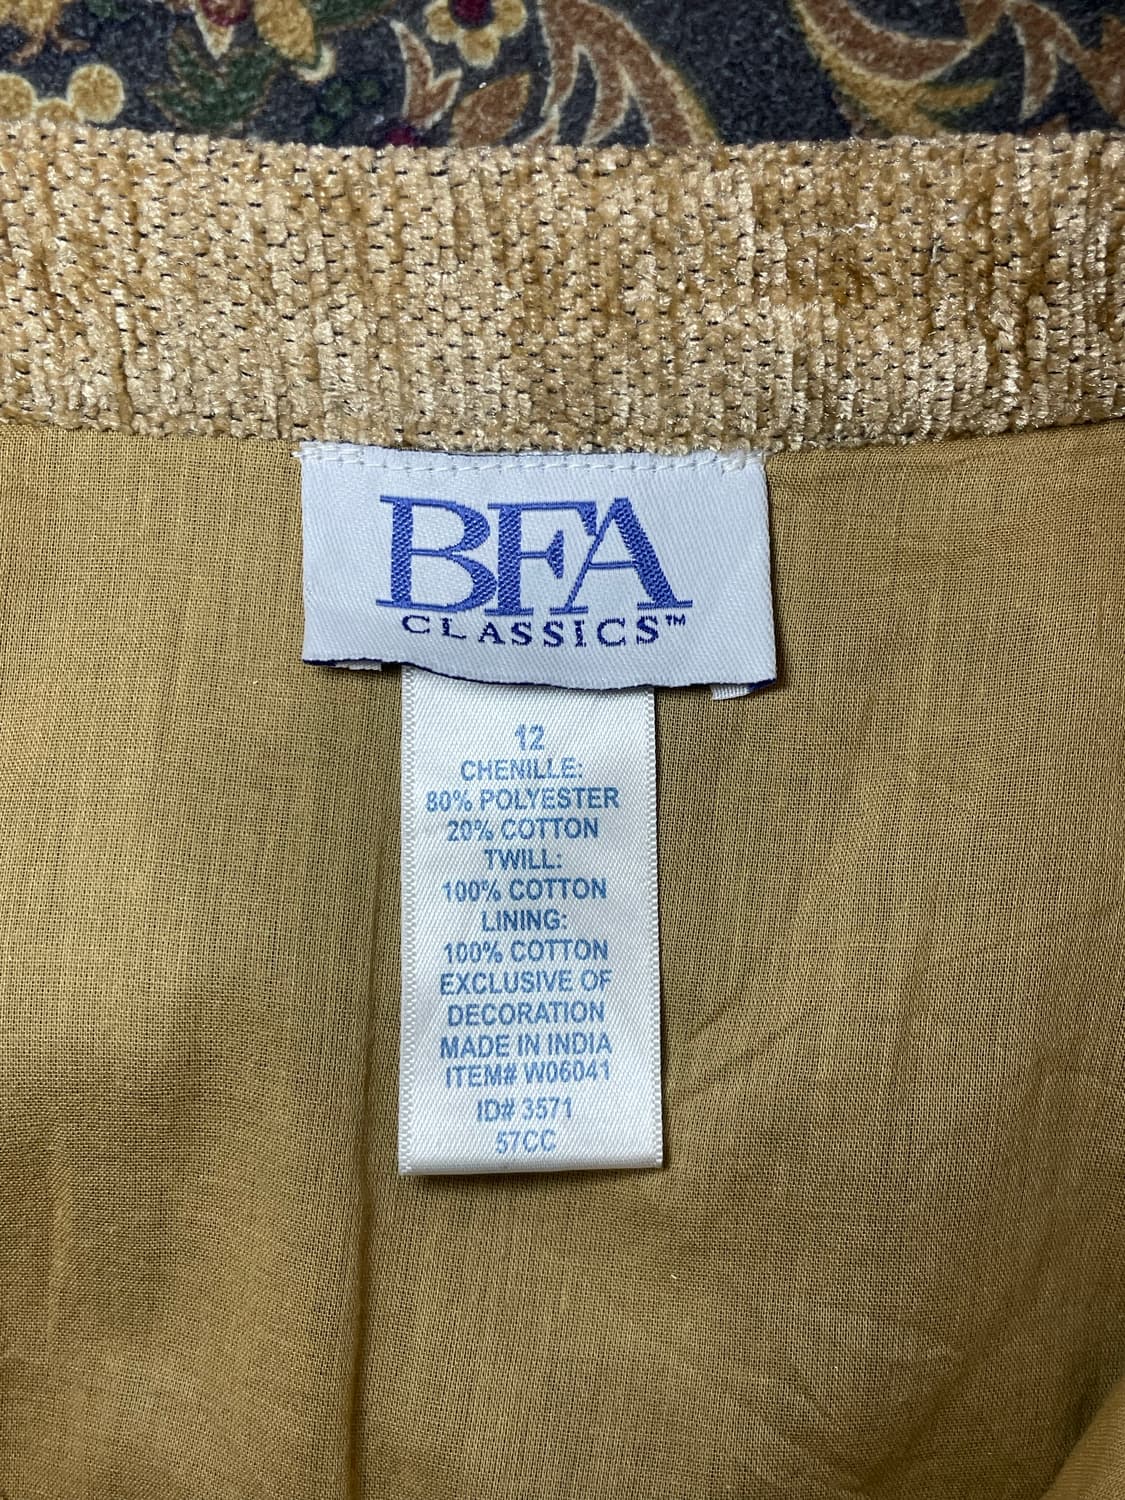 BFA
CLASSICS™
12
CHENILLE:
80% POLYESTER
20% COTTON
TWILL:
100% COTTON
LINING:
100% COTTON
EXCLUSIVE OF
DECORATION
MADE IN INDIA
ITEM# W06041
ID# 3571
57CC